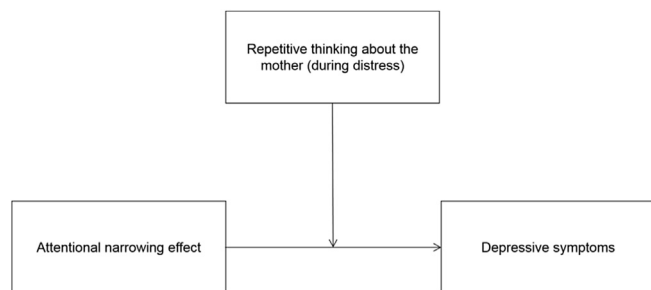 Repetitive thinking about the
mother (during distress)
Attentional narrowing effect
Depressive symptoms